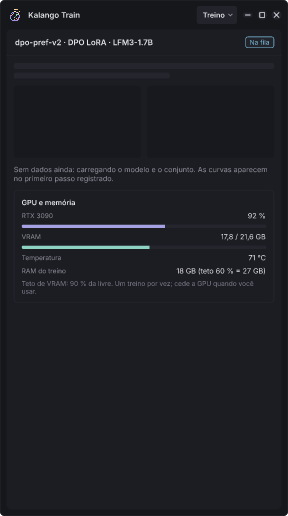 Kalango Train
Treino
dpo-pref-v2 · DPO LoRA · LFM3-1.7B
Na fila
Sem dados ainda: carregando o modelo e o conjunto. As curvas aparecem
no primeiro passo registrado.
GPU e memória
RTX 3090
92 %
VRAM
17,8 / 21,6 GB
Temperatura
71 °C
RAM do treino
18 GB (teto 60 % = 27 GB)
Teto de VRAM: 90 % da livre. Um treino por vez; cede a GPU quando você
usar.